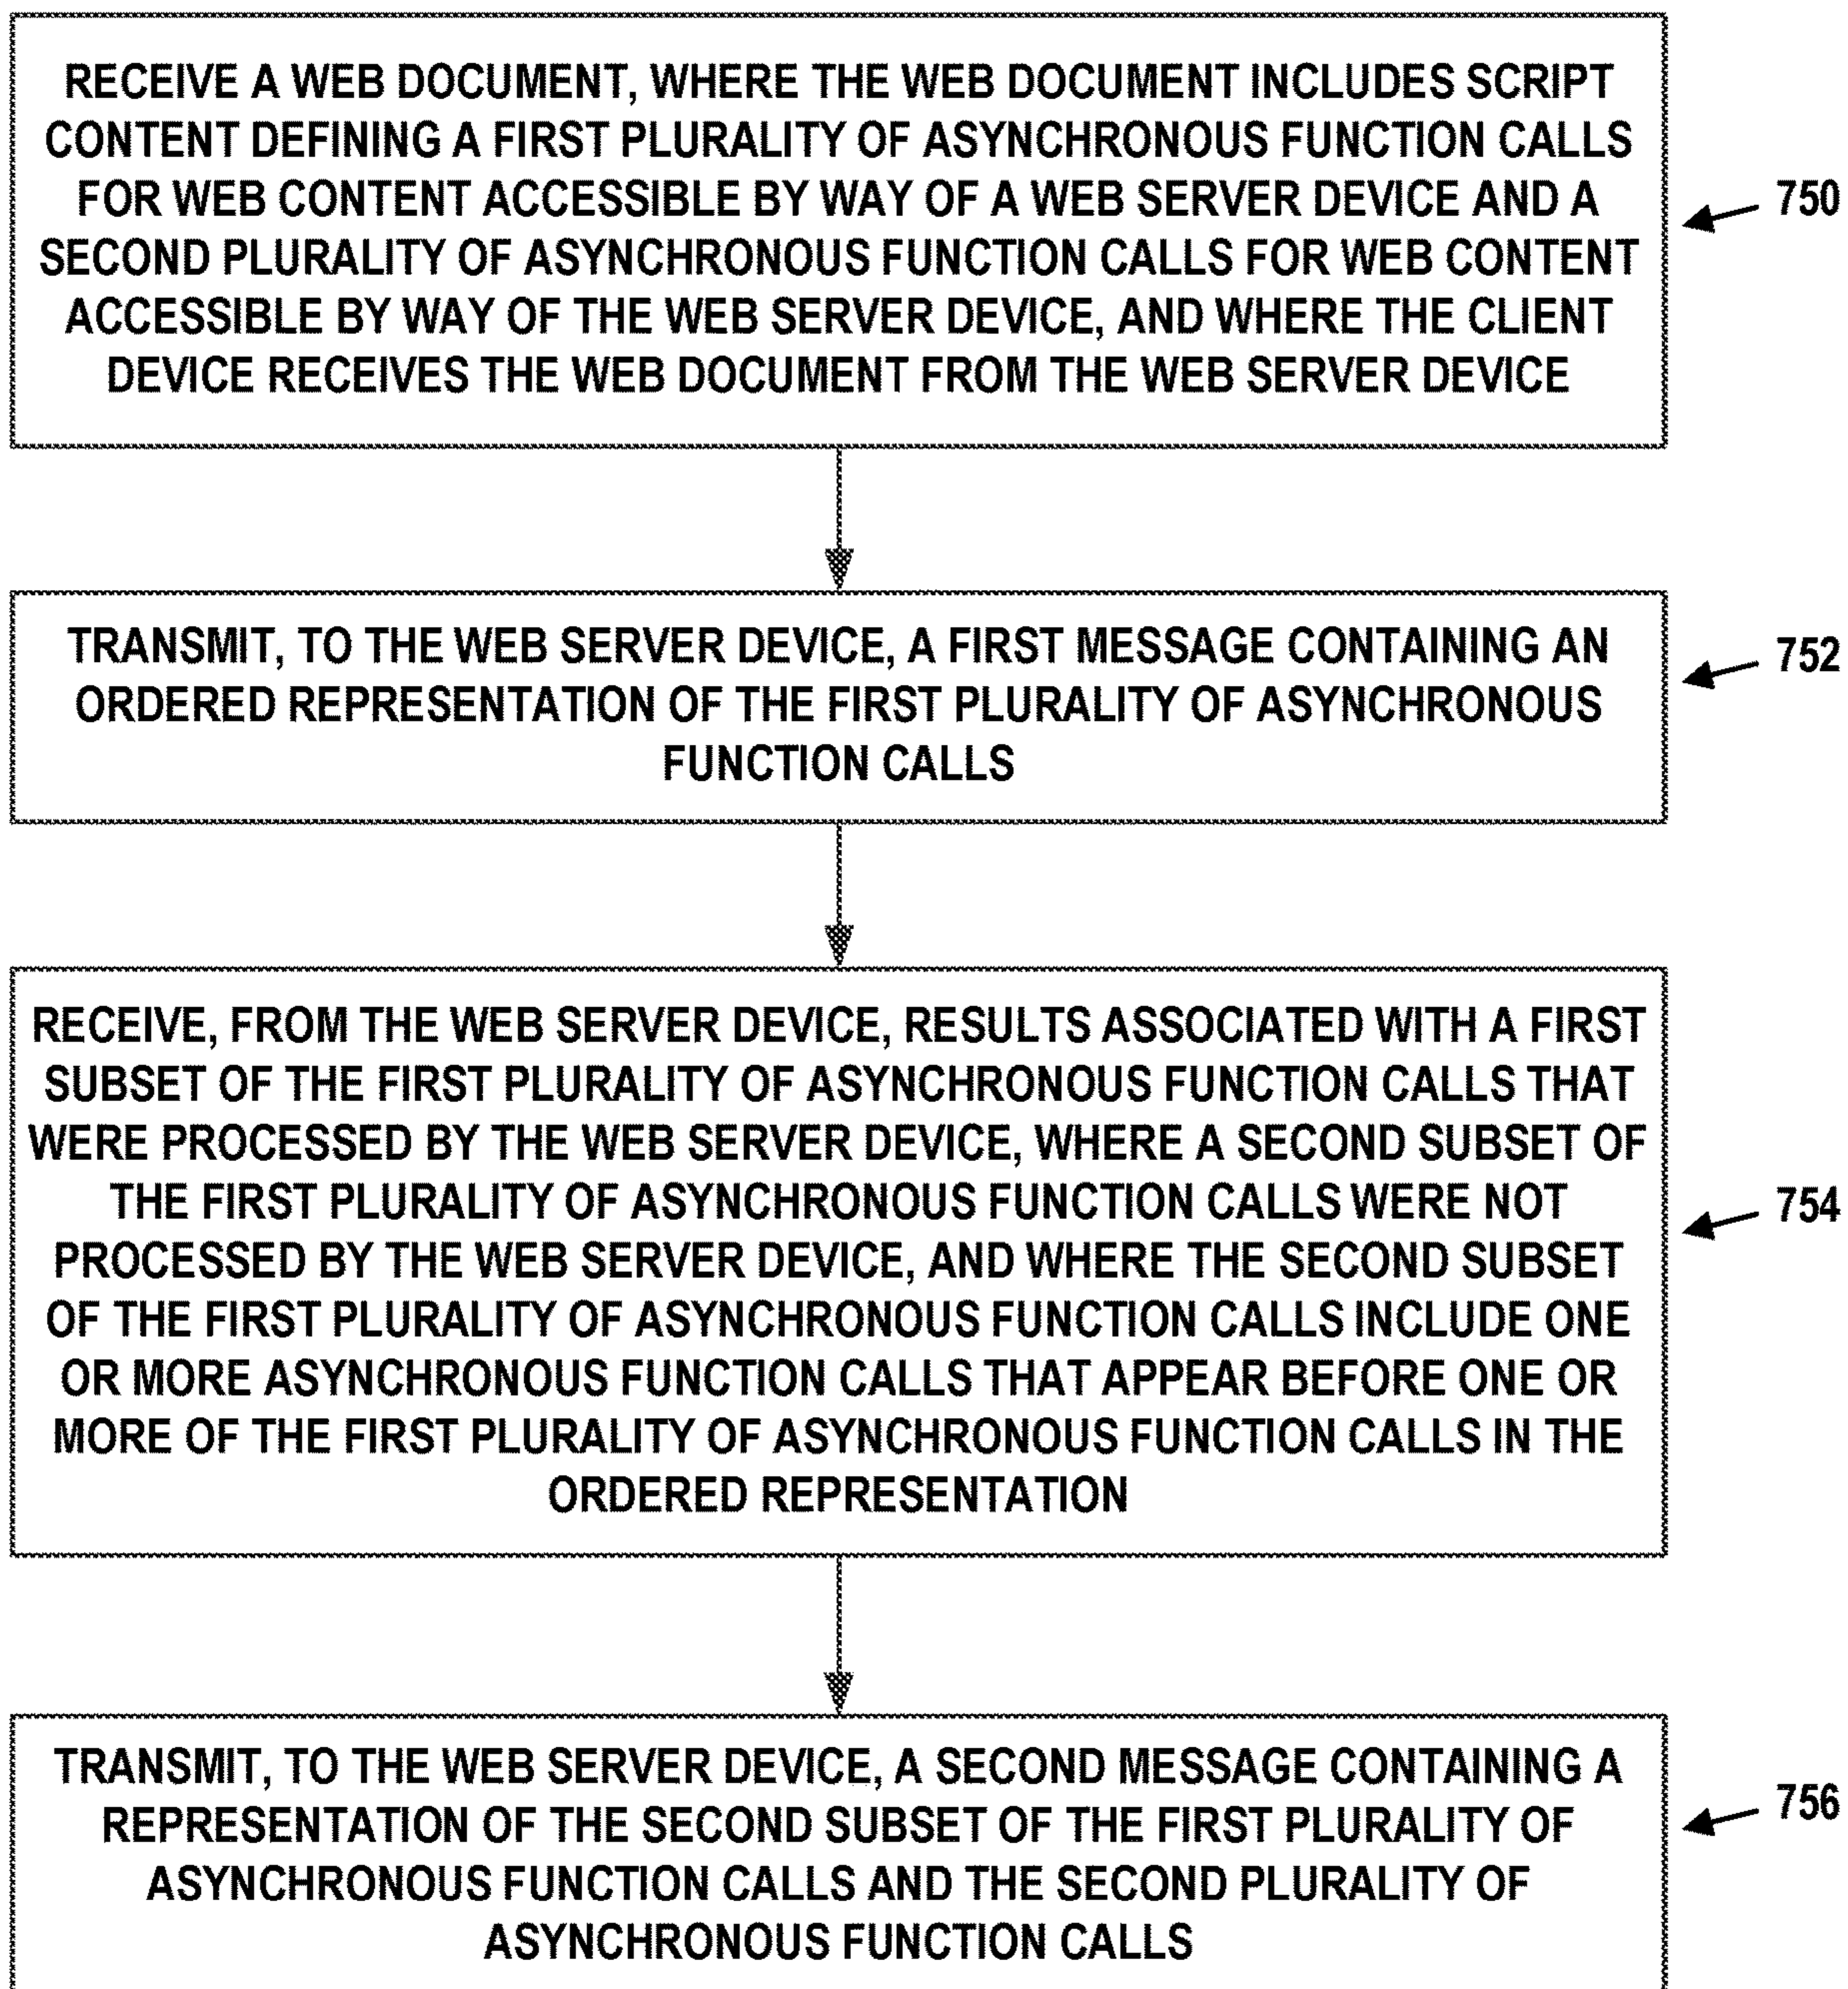 RECEIVE A WEB DOCUMENT, WHERE THE WEB DOCUMENT INCLUDES SCRIPT
CONTENT DEFINING A FIRST PLURALITY OF ASYNCHRONOUS FUNCTION CALLS
FOR WEB CONTENT ACCESSIBLE BY WAY OF A WEB SERVER DEVICE AND A
SECOND PLURALITY OF ASYNCHRONOUS FUNCTION CALLS FOR WEB CONTENT
ACCESSIBLE BY WAY OF THE WEB SERVER DEVICE, AND WHERE THE CLIENT
DEVICE RECEIVES THE WEB DOCUMENT FROM THE WEB SERVER DEVICE
750
TRANSMIT, TO THE WEB SERVER DEVICE, A FIRST MESSAGE CONTAINING AN
ORDERED REPRESENTATION OF THE FIRST PLURALITY OF ASYNCHRONOUS
FUNCTION CALLS
752
RECEIVE, FROM THE WEB SERVER DEVICE, RESULTS ASSOCIATED WITH A FIRST
SUBSET OF THE FIRST PLURALITY OF ASYNCHRONOUS FUNCTION CALLS THAT
WERE PROCESSED BY THE WEB SERVER DEVICE, WHERE A SECOND SUBSET OF
THE FIRST PLURALITY OF ASYNCHRONOUS FUNCTION CALLS WERE NOT
PROCESSED BY THE WEB SERVER DEVICE, AND WHERE THE SECOND SUBSET
OF THE FIRST PLURALITY OF ASYNCHRONOUS FUNCTION CALLS INCLUDE ONE
OR MORE ASYNCHRONOUS FUNCTION CALLS THAT APPEAR BEFORE ONE OR
MORE OF THE FIRST PLURALITY OF ASYNCHRONOUS FUNCTION CALLS IN THE
ORDERED REPRESENTATION
754
TRANSMIT, TO THE WEB SERVER DEVICE, A SECOND MESSAGE CONTAINING A
REPRESENTATION OF THE SECOND SUBSET OF THE FIRST PLURALITY OF
ASYNCHRONOUS FUNCTION CALLS AND THE SECOND PLURALITY OF
ASYNCHRONOUS FUNCTION CALLS
756